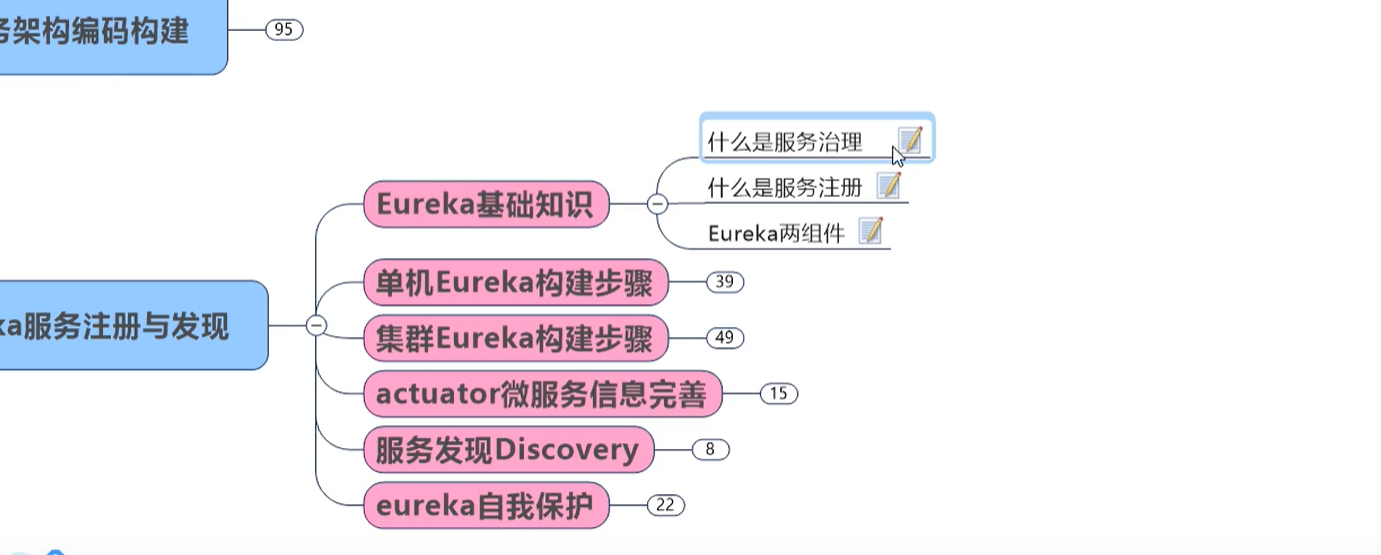 务架构编码构建
95
什么是服务治理
什么是服务注册
Eureka基础知识
Eureka两组件
单机Eureka构建步骤
39
ka服务注册与发现
集群Eureka构建步骤
49
actuator微服务信息完善
15
服务发现Discovery
8
eureka自我保护
22